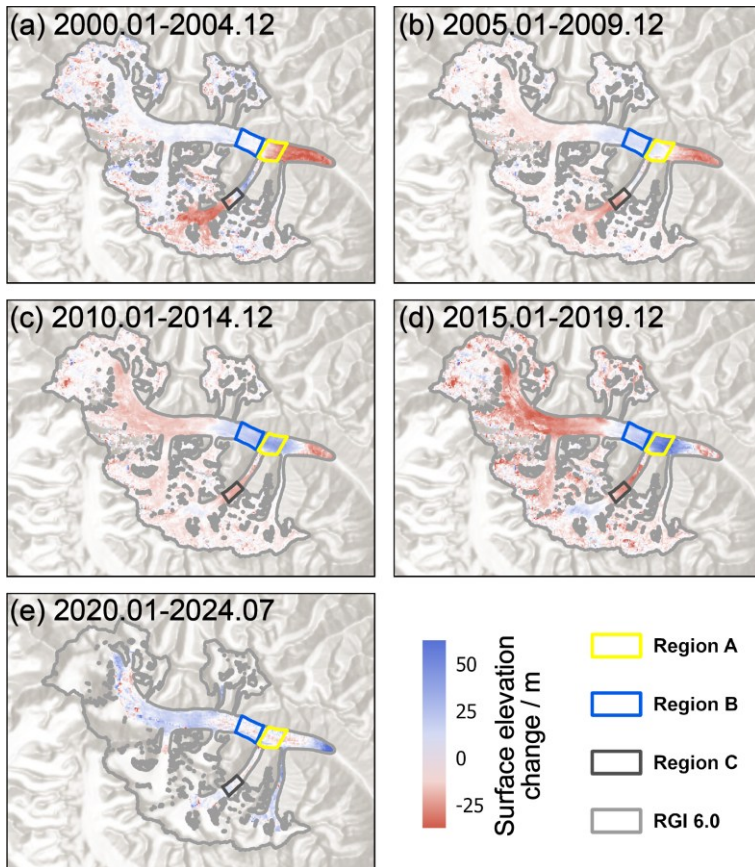 (a) 2000.01-2004.12
(b) 2005.01-2009.12
(c) 2010.01-2014.12
(d) 2015.01-2019.12
(e) 2020.01-2024.07
50
25
0
-25
Surface elevation
change / m
Region A
Region B
Region C
RGI 6.0